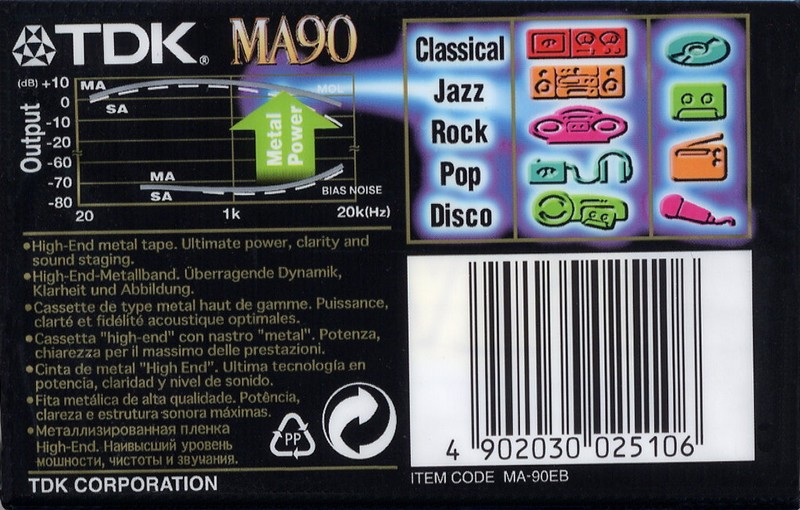 TDK® MA90
(dB) +10
0
-10
-20
-60
-70
-80
Output
MA
SA
MOL
Metal
Power
MA
SA
BIAS NOISE
20 1k 20k(Hz)
Classical
Jazz
Rock
Pop
Disco
•High-End metal tape. Ultimate power, clarity and
sound staging.
•High-End-Metallband. Überragende Dynamik,
Klarheit und Abbildung.
•Cassette de type metal haut de gamme. Puissance,
clarté et fidélité acoustique optimales.
•Cassetta "high-end" con nastro "metal". Potenza,
chiarezza per il massimo delle prestazioni.
•Cinta de metal "High End". Ultima tecnología en
potencia, claridad y nivel de sonido.
•Fita metálica de alta qualidade. Potência,
clareza e estrutura sonora máximas.
•Металлизированная пленка
High-End. Наивысший уровень
мошности, чистоты и звучания.
PP
TDK CORPORATION
4 902030 025106
ITEM CODE MA-90EB